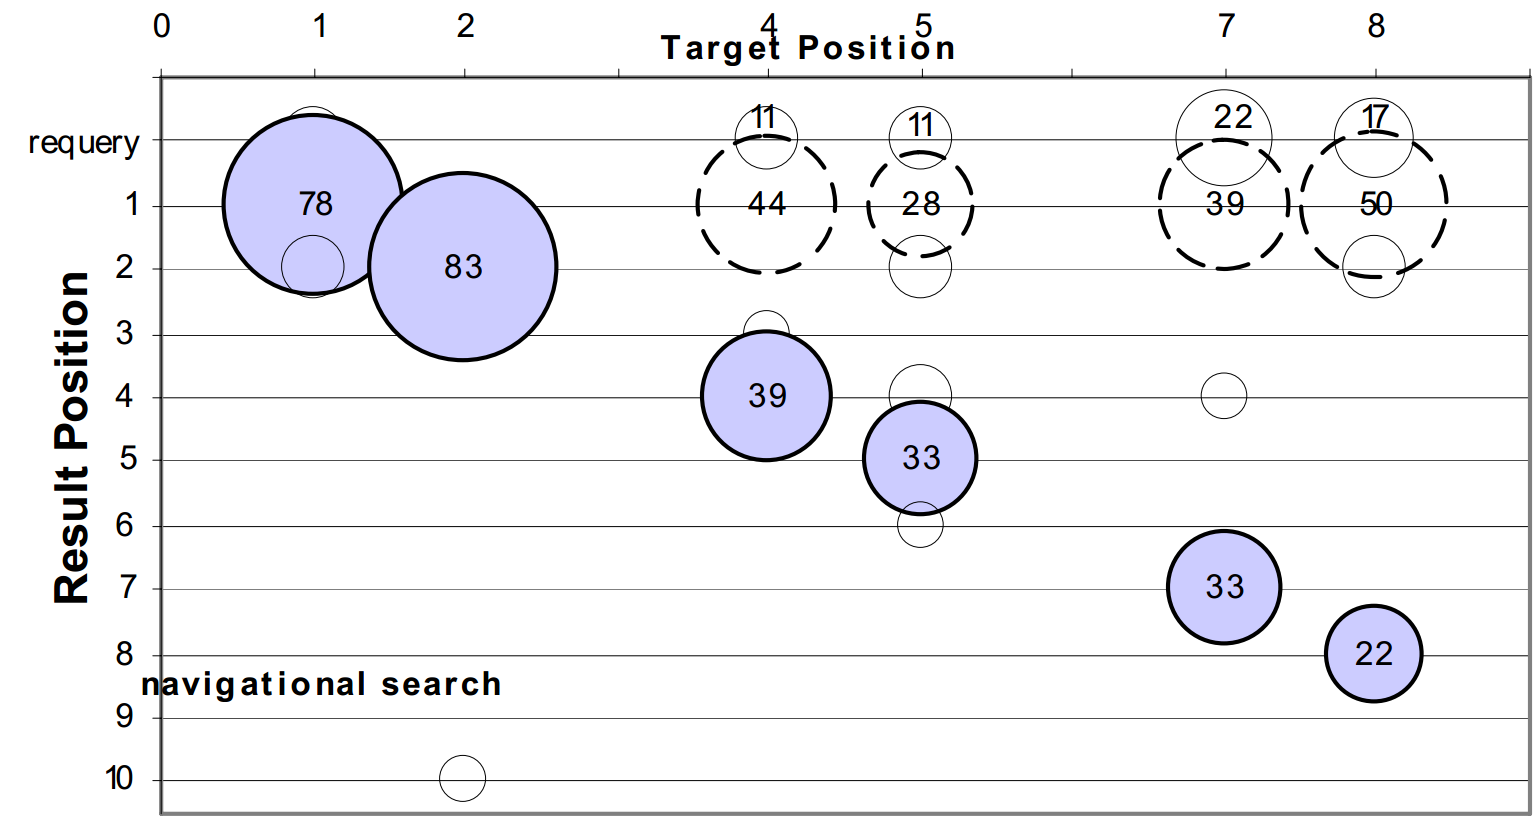 0 1 2 4 5 7 8
Target Position
11 11 22 17
requery
1 78 44 28 39 50
2 83
3
4 39
5 33
6
7 33
8 22
navigational search
9
10
Result Position